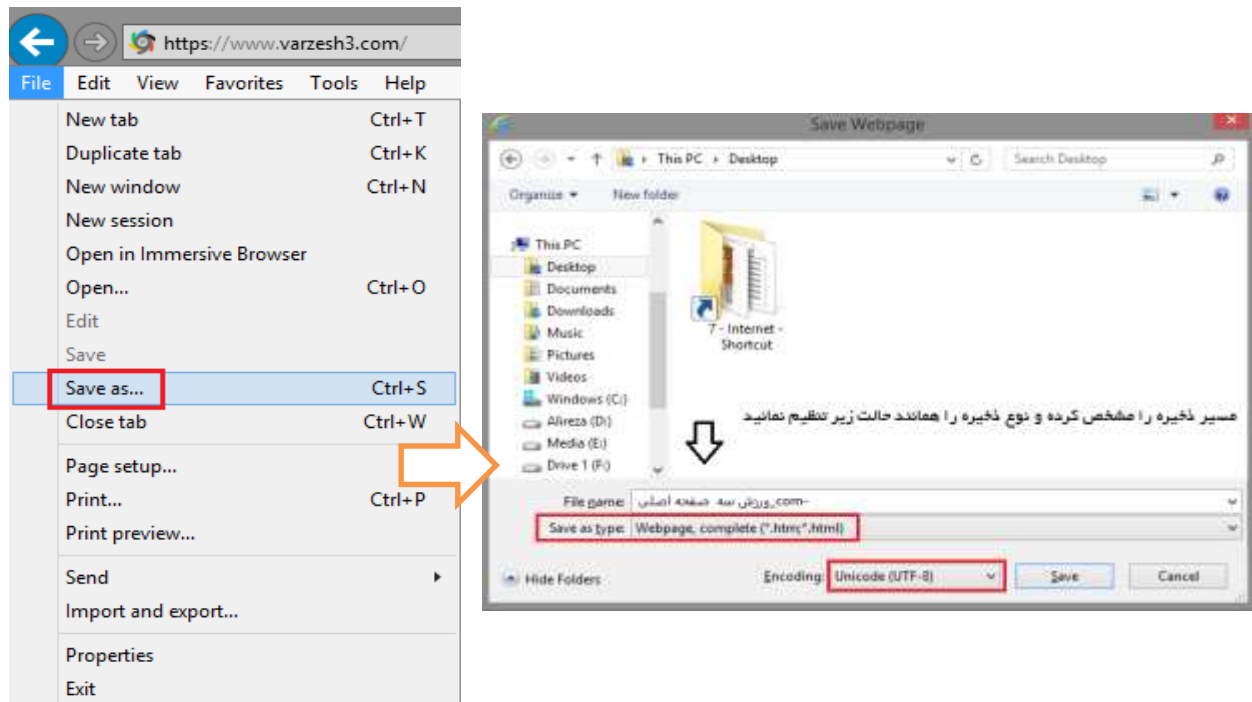 https://www.varzesh3.com/
File Edit View Favorites Tools Help
New tab Ctrl+T
Duplicate tab Ctrl+K
New window Ctrl+N
New session
Open in Immersive Browser
Open... Ctrl+O
Edit
Save
Save as... Ctrl+S
Close tab Ctrl+W
Page setup...
Print... Ctrl+P
Print preview...
Send
Import and export...
Properties
Exit
Save Webpage
This PC Desktop
Search Desktop
Organize New folder
This PC
Desktop
Documents
Downloads
Music
Pictures
Videos
Windows (C:)
Alireza (D:)
Media (E:)
Drive 1 (F:)
7 - Internet -
Shortcut
مسیر ذخیره را مشخص کرده و نوع ذخیره را همانند حالت زیر تنظیم نمائید
File name: ورزش سه صفحه اصلی_com-
Save as type: Webpage, complete (*.htm;*.html)
Hide Folders Encoding: Unicode (UTF-8) Save Cancel